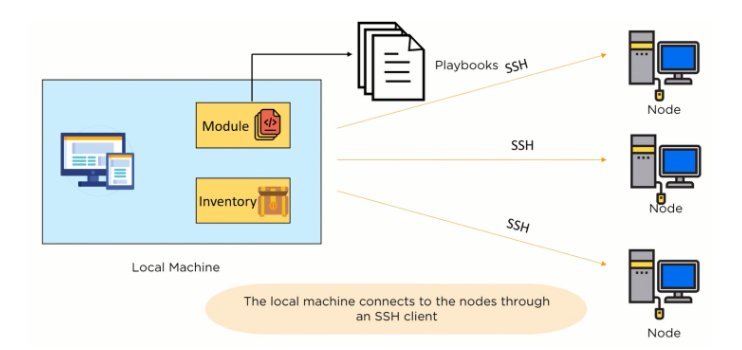 Playbooks
SSH
Node
Module
SSH
Node
Inventory
SSH
Node
Local Machine
The local machine connects to the nodes through
an SSH client